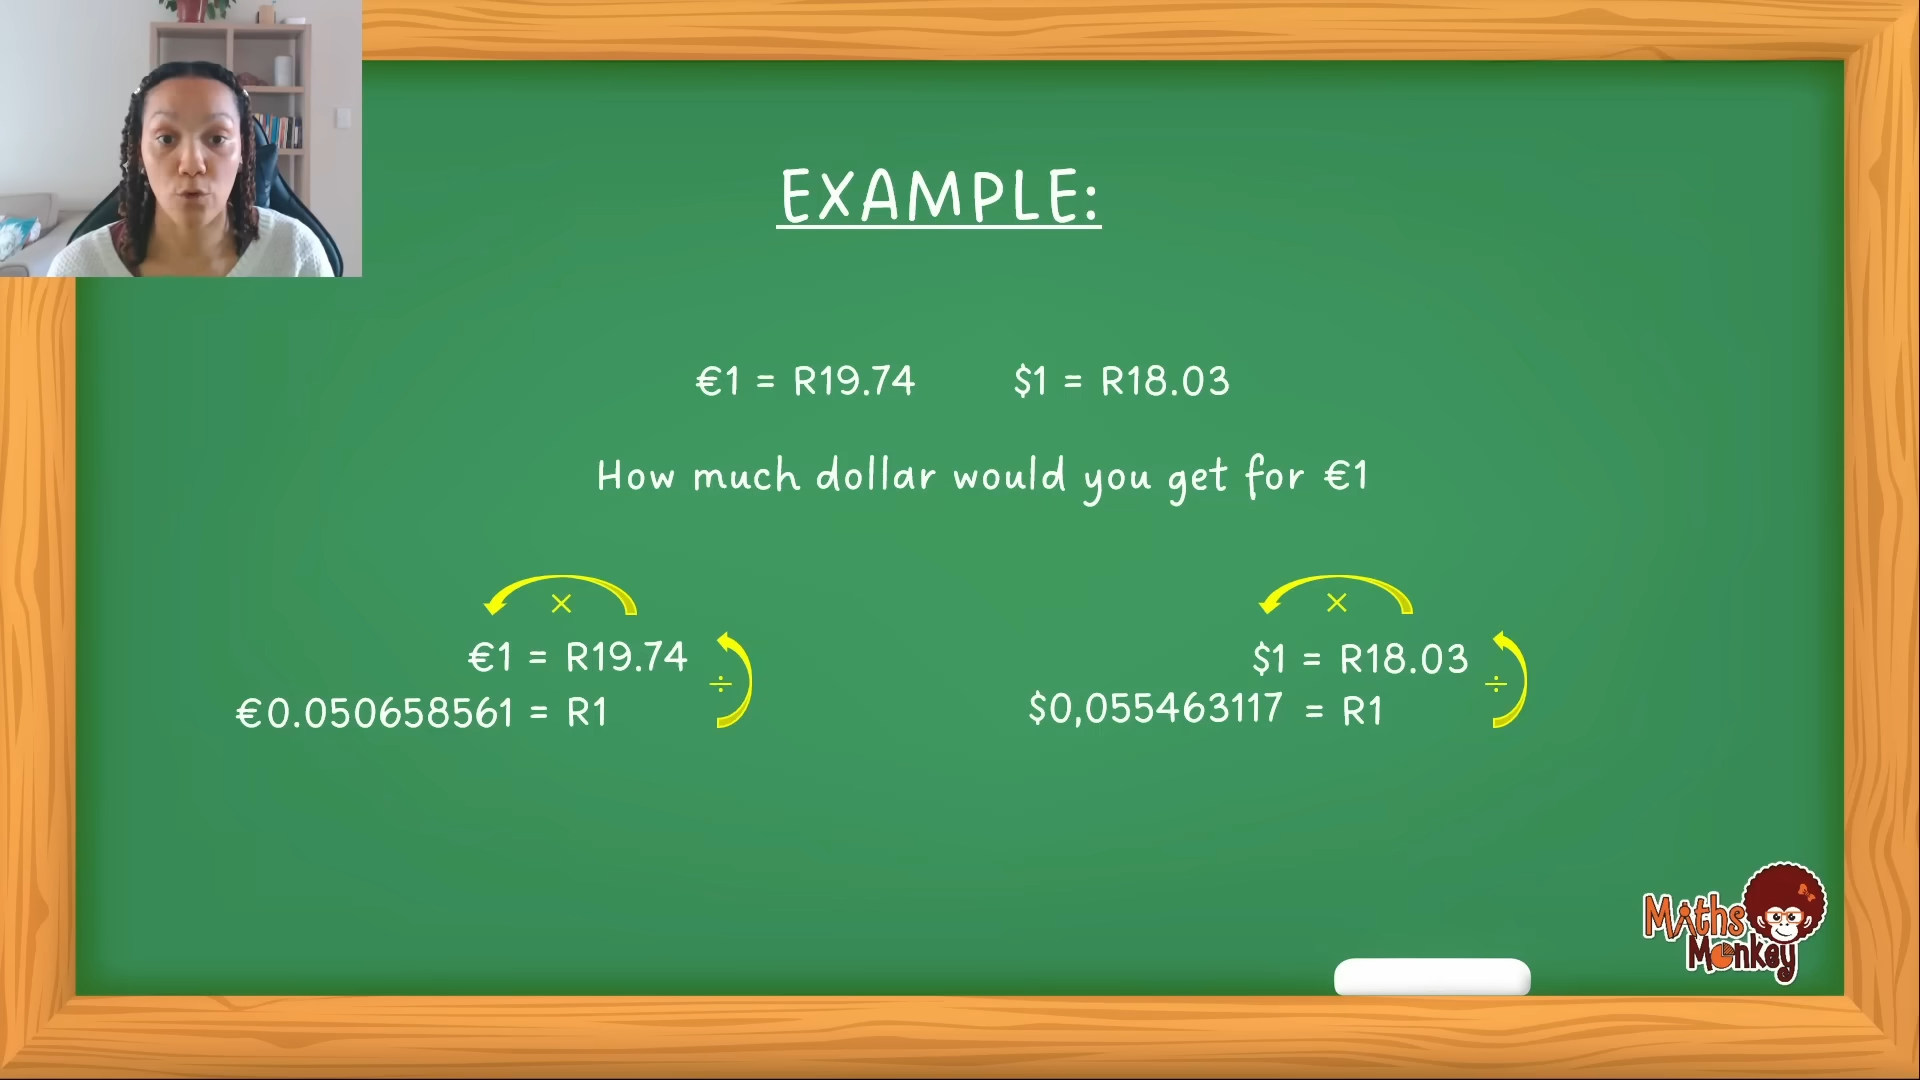 EXAMPLE:
€1 = R19.74 $1 = R18.03
How much dollar would you get for €1
×
€1 = R19.74
÷
€0.050658561 = R1
×
$1 = R18.03
÷
$0,055463117 = R1
Maths
Monkey